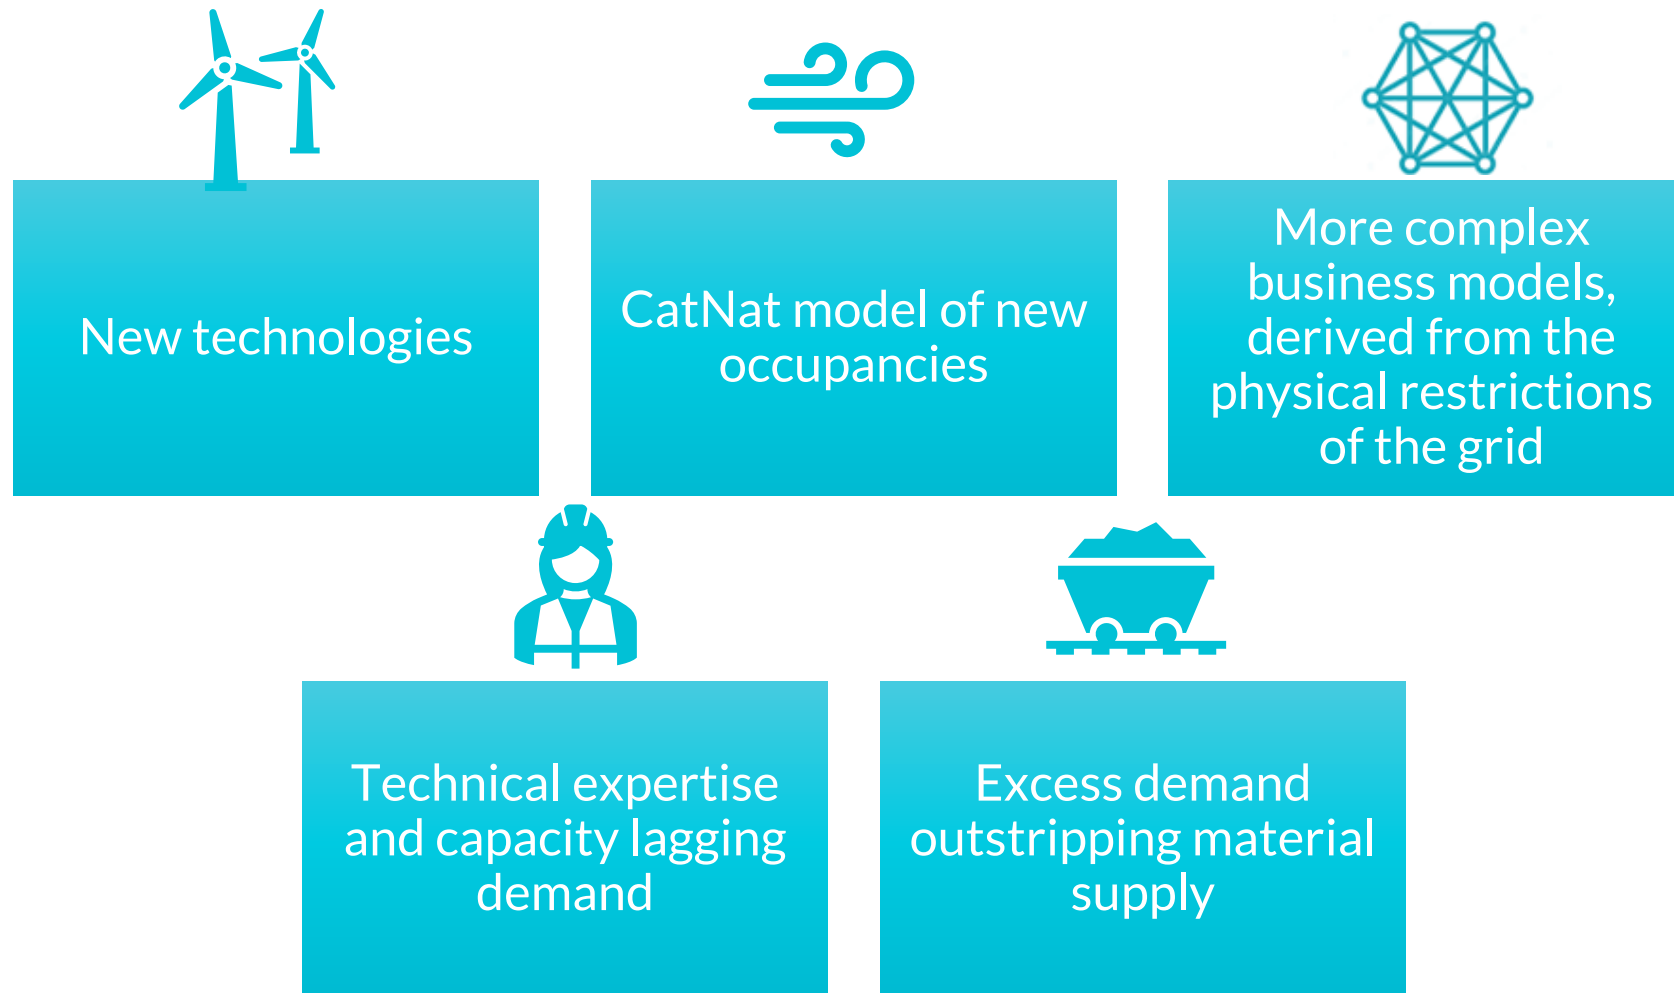 New technologies
CatNat model of new
occupancies
More complex
business models,
derived from the
physical restrictions
of the grid
Technical expertise
and capacity lagging
demand
Excess demand
outstripping material
supply